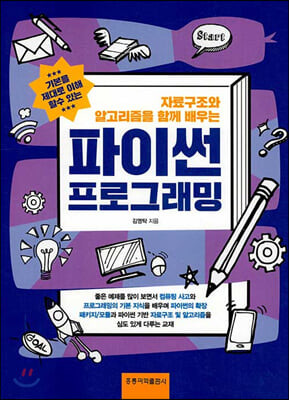 Start
★★★
기본을
제대로 이해
할수 있는
★★★
자료구조와
알고리즘을 함께 배우는
파이썬
프로그래밍
김명탁 지음
좋은 예제를 많이 보면서 컴퓨팅 사고와
프로그래밍의 기본 지식을 배우며 파이썬의 확장
패키지/모듈과 파이썬 기반 자료구조 및 알고리즘을
심도 있게 다루는 교재
GOAL
홍릉과학출판사